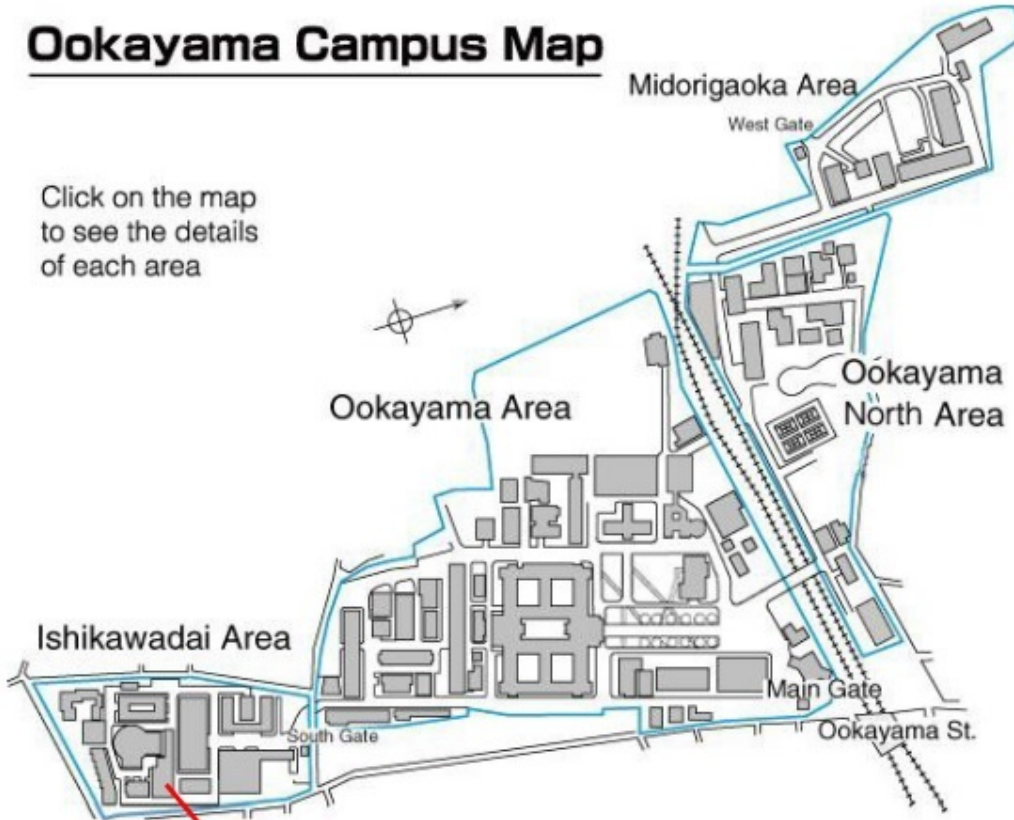 Ookayama Campus Map
Midorigaoka Area
West Gate
Click on the map
to see the details
of each area
Ookayama
North Area
Ookayama Area
Ishikawadai Area
Main Gate
South Gate
Ookayama St.